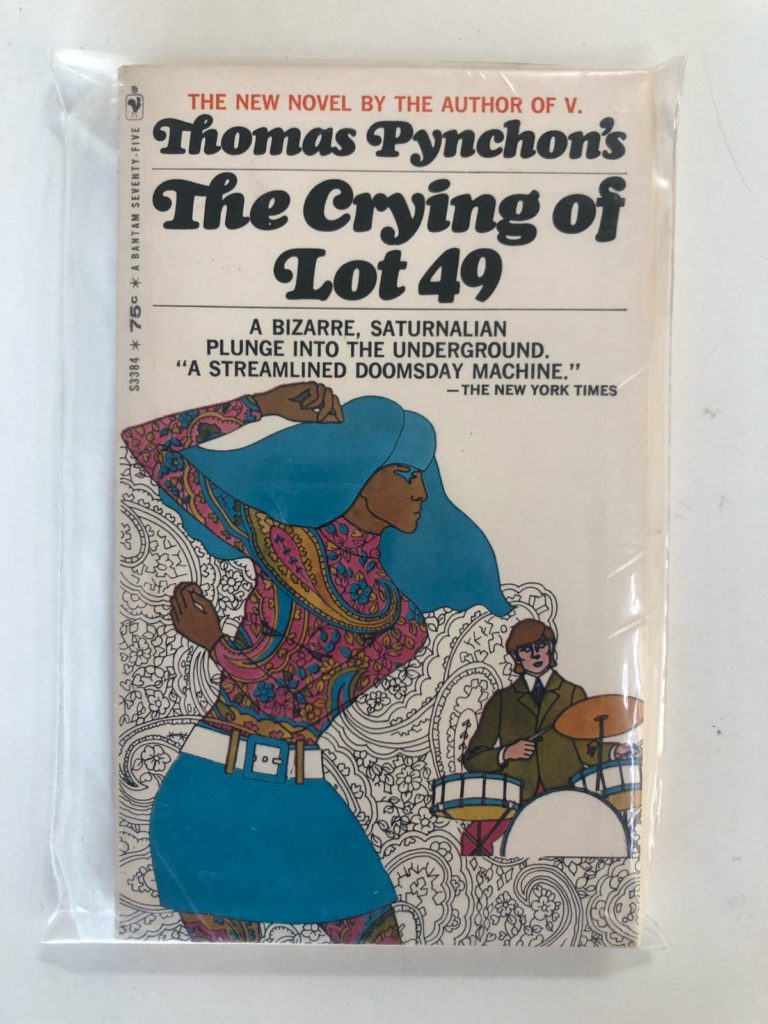 THE NEW NOVEL BY THE AUTHOR OF V.
Thomas Pynchon's
The Crying of
Lot 49
A BIZARRE, SATURNALIAN
PLUNGE INTO THE UNDERGROUND.
"A STREAMLINED DOOMSDAY MACHINE."
—THE NEW YORK TIMES
S3384 * 75¢ * A BANTAM SEVENTY-FIVE
®